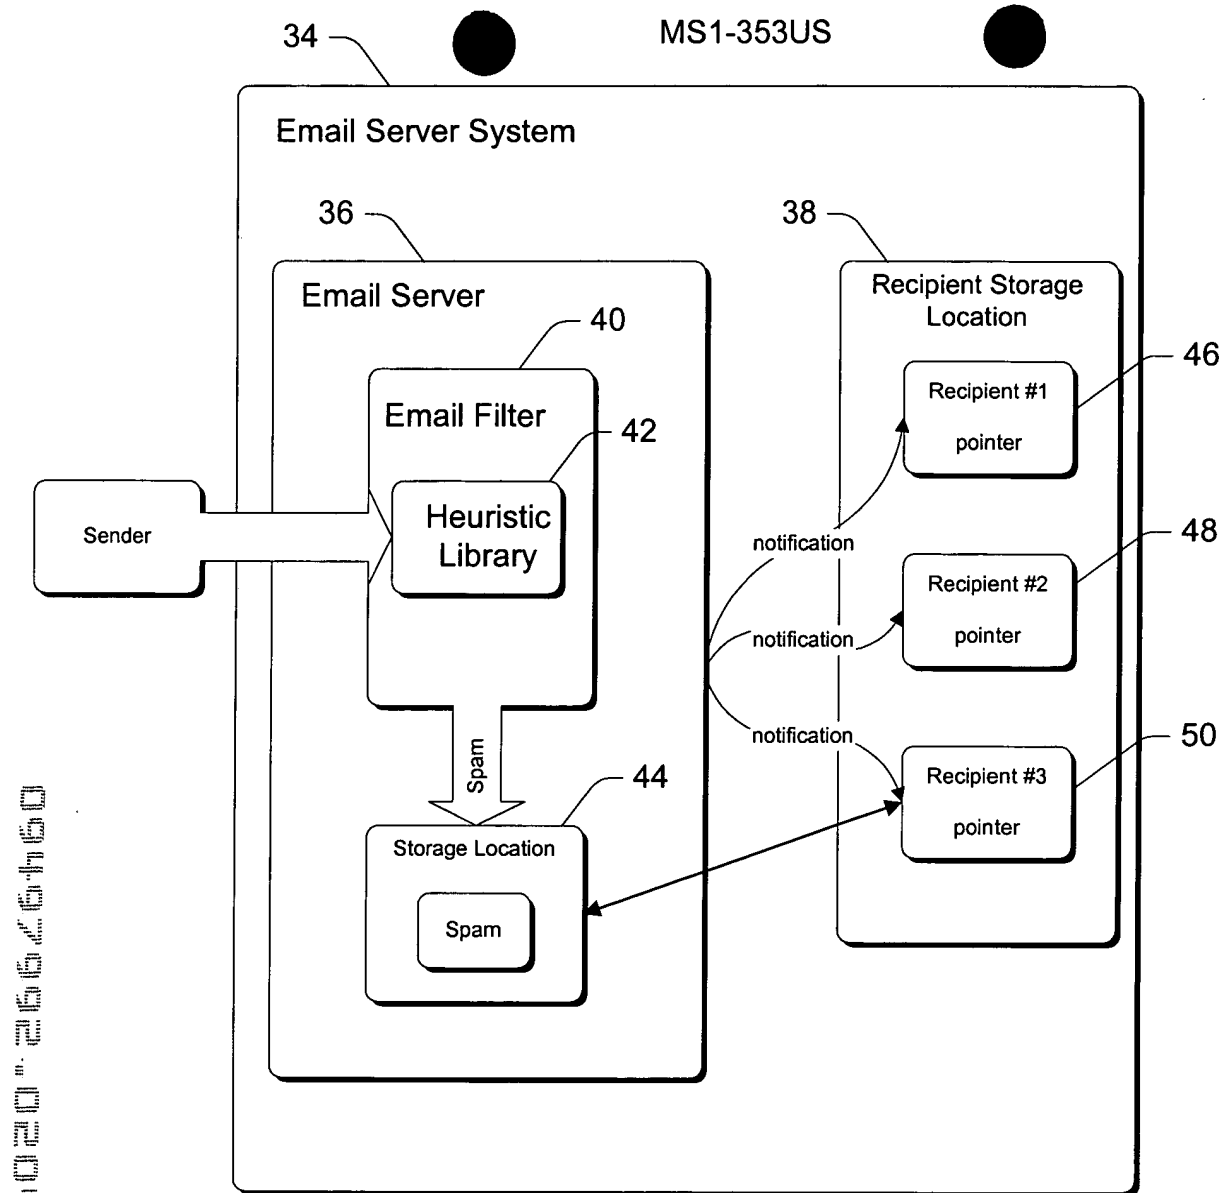 MS1-353US
34
Email Server System
36
38
Email Server
Recipient Storage
Location
40
46
Recipient #1
pointer
Email Filter
42
Heuristic
Library
Sender
notification
48
Recipient #2
pointer
notification
notification
50
Recipient #3
pointer
Spam
44
Storage Location
Spam